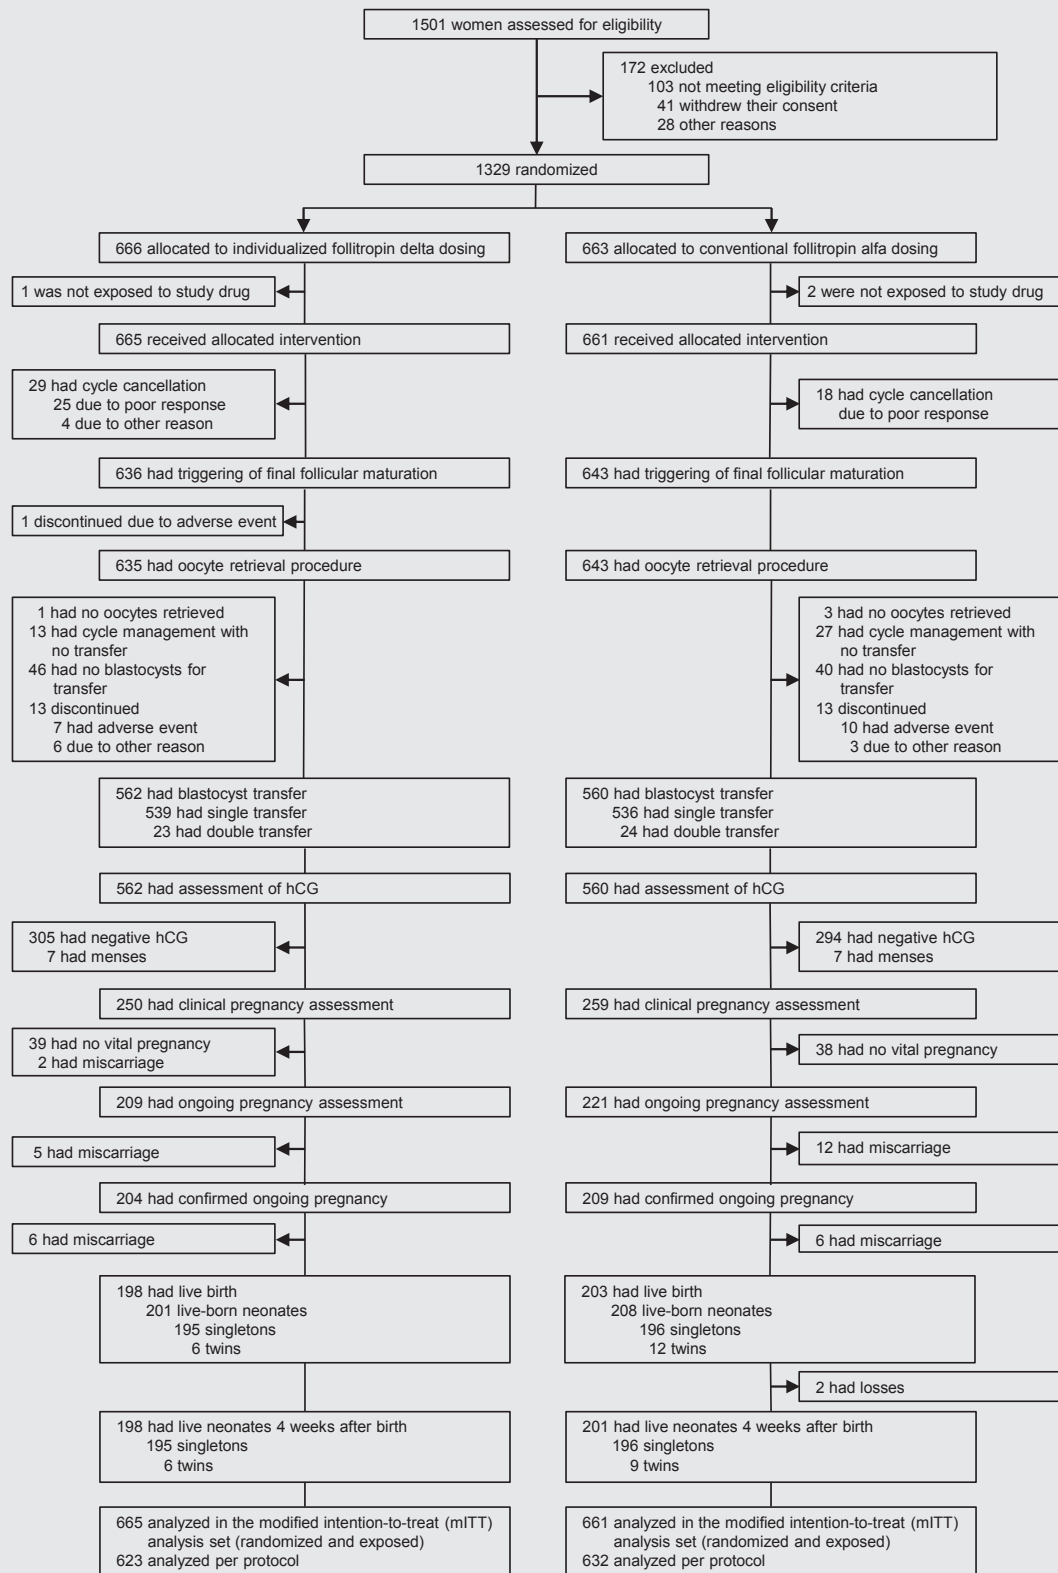 1501 women assessed for eligibility
172 excluded
103 not meeting eligibility criteria
41 withdrew their consent
28 other reasons
1329 randomized
666 allocated to individualized follitropin delta dosing
663 allocated to conventional follitropin alfa dosing
1 was not exposed to study drug
2 were not exposed to study drug
665 received allocated intervention
661 received allocated intervention
29 had cycle cancellation
25 due to poor response
4 due to other reason
18 had cycle cancellation
due to poor response
636 had triggering of final follicular maturation
643 had triggering of final follicular maturation
1 discontinued due to adverse event
635 had oocyte retrieval procedure
643 had oocyte retrieval procedure
1 had no oocytes retrieved
13 had cycle management with
no transfer
46 had no blastocysts for
transfer
13 discontinued
7 had adverse event
6 due to other reason
3 had no oocytes retrieved
27 had cycle management with
no transfer
40 had no blastocysts for
transfer
13 discontinued
10 had adverse event
3 due to other reason
562 had blastocyst transfer
539 had single transfer
23 had double transfer
560 had blastocyst transfer
536 had single transfer
24 had double transfer
562 had assessment of hCG
560 had assessment of hCG
305 had negative hCG
7 had menses
294 had negative hCG
7 had menses
250 had clinical pregnancy assessment
259 had clinical pregnancy assessment
39 had no vital pregnancy
2 had miscarriage
38 had no vital pregnancy
209 had ongoing pregnancy assessment
221 had ongoing pregnancy assessment
5 had miscarriage
12 had miscarriage
204 had confirmed ongoing pregnancy
209 had confirmed ongoing pregnancy
6 had miscarriage
6 had miscarriage
198 had live birth
201 live-born neonates
195 singletons
6 twins
203 had live birth
208 live-born neonates
196 singletons
12 twins
2 had losses
198 had live neonates 4 weeks after birth
195 singletons
6 twins
201 had live neonates 4 weeks after birth
196 singletons
9 twins
665 analyzed in the modified intention-to-treat (mITT)
analysis set (randomized and exposed)
623 analyzed per protocol
661 analyzed in the modified intention-to-treat (mITT)
analysis set (randomized and exposed)
632 analyzed per protocol